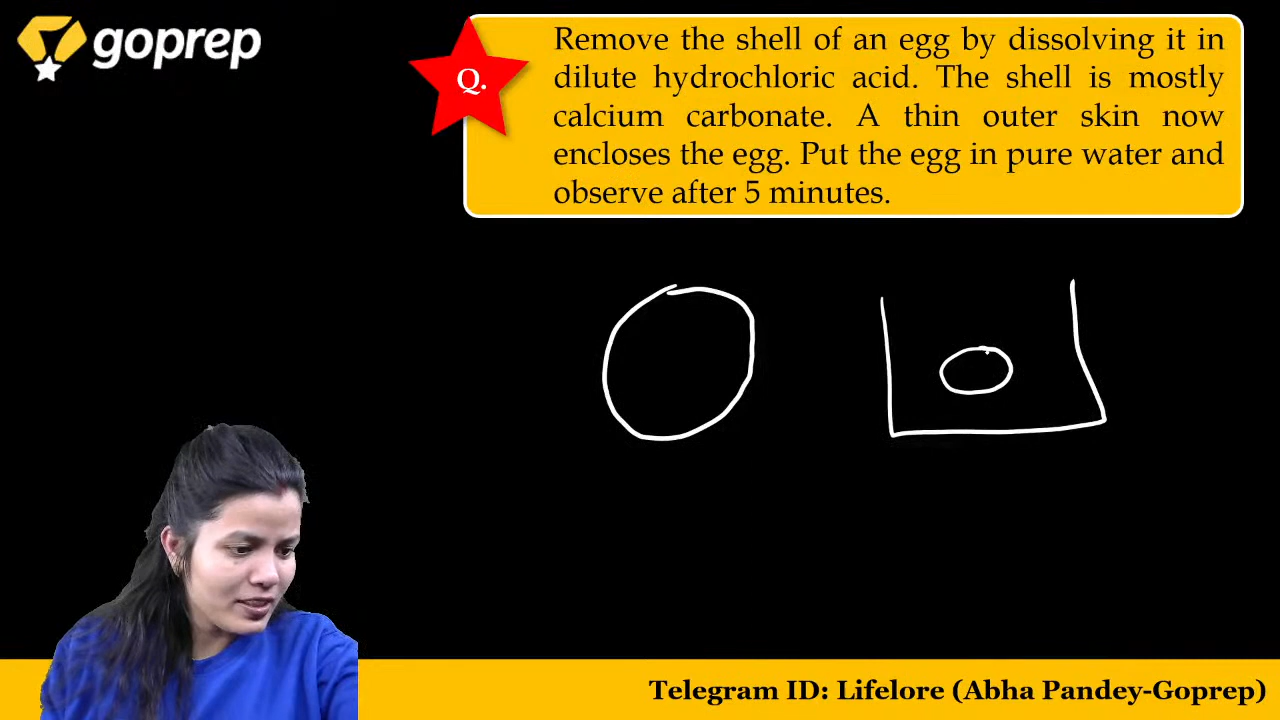 goprep
Q.
Remove the shell of an egg by dissolving it in
dilute hydrochloric acid. The shell is mostly
calcium carbonate. A thin outer skin now
encloses the egg. Put the egg in pure water and
observe after 5 minutes.
Telegram ID: Lifelore (Abha Pandey-Goprep)